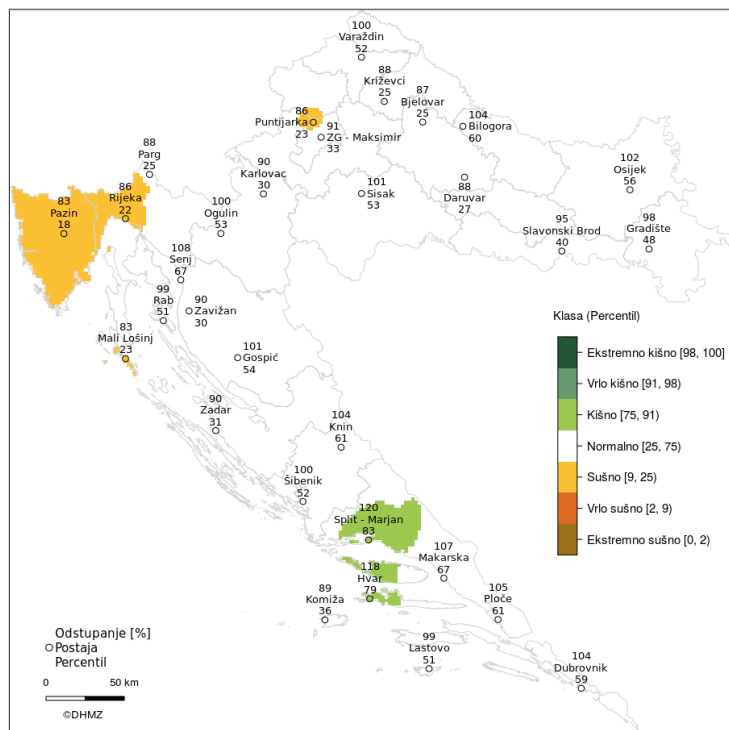 100
Varaždin
52
88
Križevci
25
87
Bjelovar
25
104
Bilogora
60
86
Puntijarka
23
91
ZG - Maksimir
33
88
Parg
25
90
Karlovac
30
101
Sisak
53
88
Daruvar
27
102
Osijek
56
83
Pazin
18
86
Rijeka
22
100
Ogulin
53
95
Slavonski Brod
40
98
Gradište
48
108
Senj
67
99
Rab
51
90
Zavižan
30
83
Mali Lošinj
23
101
Gospić
54
90
Zadar
31
104
Knin
61
100
Šibenik
52
120
Split - Marjan
83
118
Hvar
79
107
Makarska
67
89
Komiža
36
105
Ploče
61
99
Lastovo
51
104
Dubrovnik
59
Klasa (Percentil)
Ekstremno kišno [98, 100]
Vrlo kišno [91, 98)
Kišno [75, 91)
Normalno [25, 75)
Sušno [9, 25)
Vrlo sušno [2, 9)
Ekstremno sušno [0, 2)
Odstupanje [%]
Postaja
Percentil
0 50 km
©DHMZ